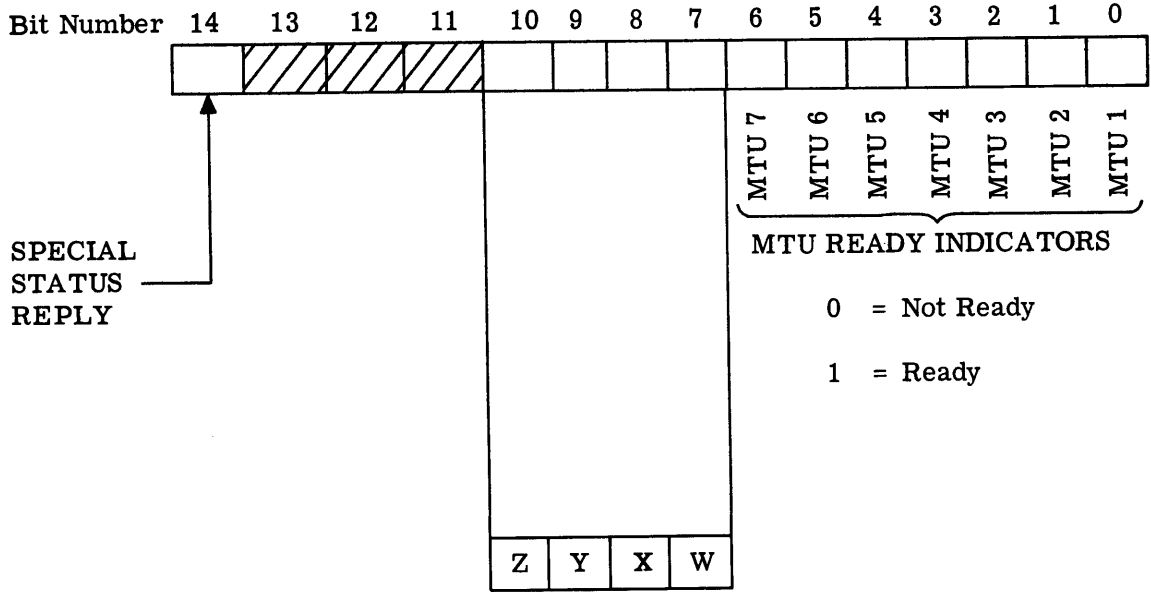 Bit Number 14 13 12 11 10 9 8 7 6 5 4 3 2 1 0
MTU 7 MTU 6 MTU 5 MTU 4 MTU 3 MTU 2 MTU 1
MTU READY INDICATORS
SPECIAL
STATUS
REPLY
0 = Not Ready
1 = Ready
Z Y X W